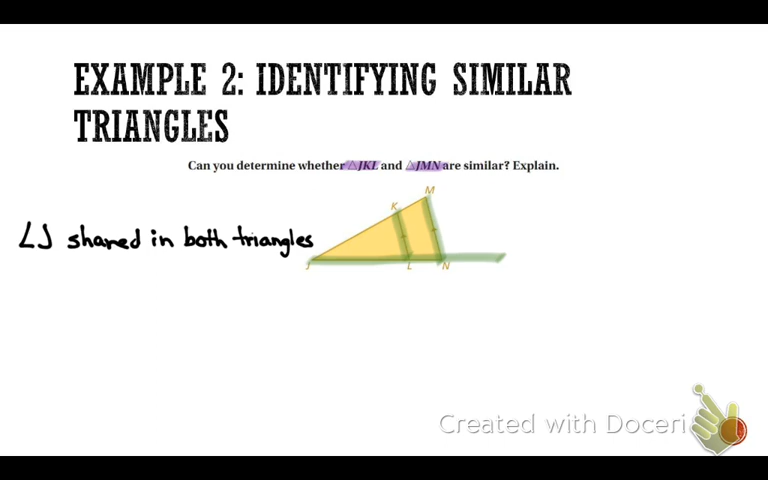 EXAMPLE 2: IDENTIFYING SIMILAR
TRIANGLES
Can you determine whether △JKL and △JMN are similar? Explain.
M
K
∠J shared in both triangles
J
L
N
Created with Doceri